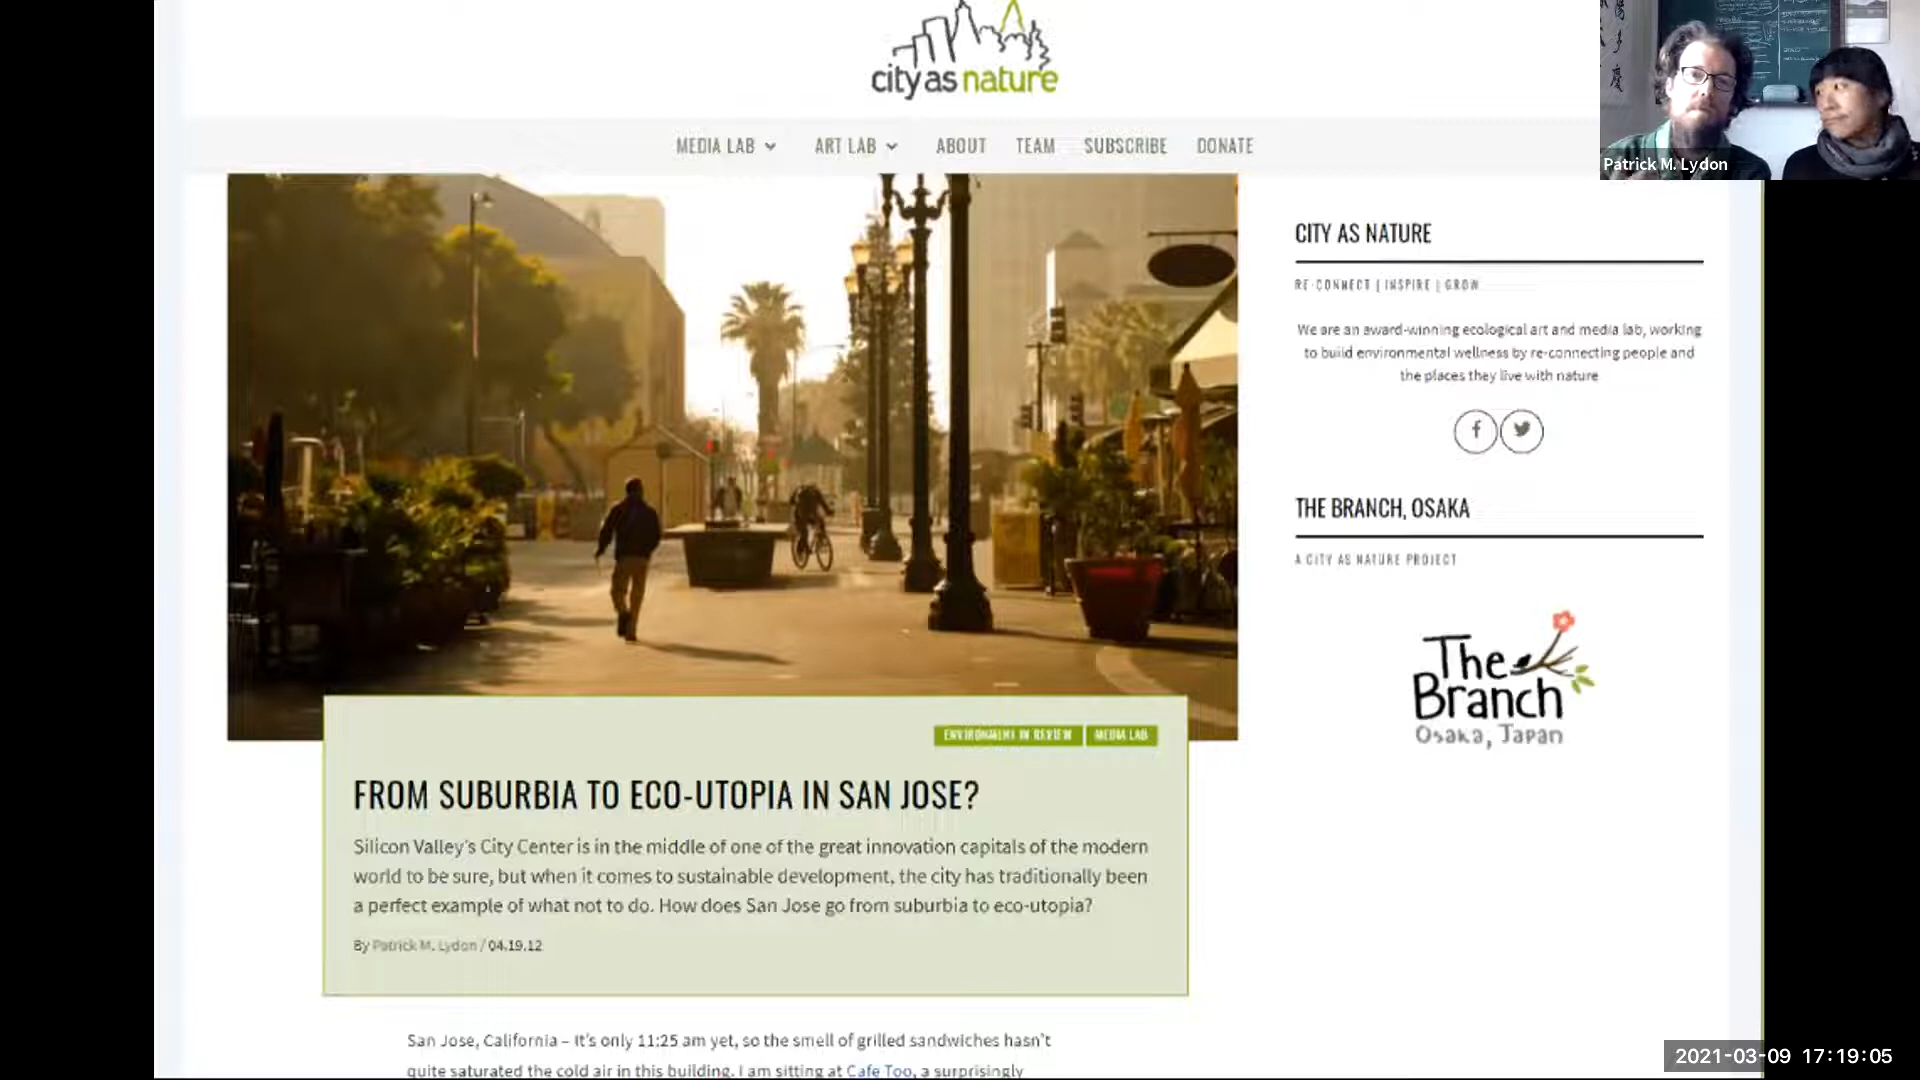 city as nature
MEDIA LAB
ART LAB
ABOUT
TEAM
SUBSCRIBE
DONATE
Patrick M. Lydon
CITY AS NATURE
RE-CONNECT | INSPIRE | GROW
We are an award-winning ecological art and media lab, working
to build environmental wellness by re-connecting people and
the places they live with nature
THE BRANCH, OSAKA
A CITY AS NATURE PROJECT
The
Branch
Osaka, Japan
ENVIRONMENT IN REVIEW
MEDIA LAB
FROM SUBURBIA TO ECO-UTOPIA IN SAN JOSE?
Silicon Valley's City Center is in the middle of one of the great innovation capitals of the modern
world to be sure, but when it comes to sustainable development, the city has traditionally been
a perfect example of what not to do. How does San Jose go from suburbia to eco-utopia?
By Patrick M. Lydon / 04.19.12
San Jose, California – It's only 11:25 am yet, so the smell of grilled sandwiches hasn't
quite saturated the cold air in this building. I am sitting at Cafe Too, a surprisingly
2021-03-09 17:19:05